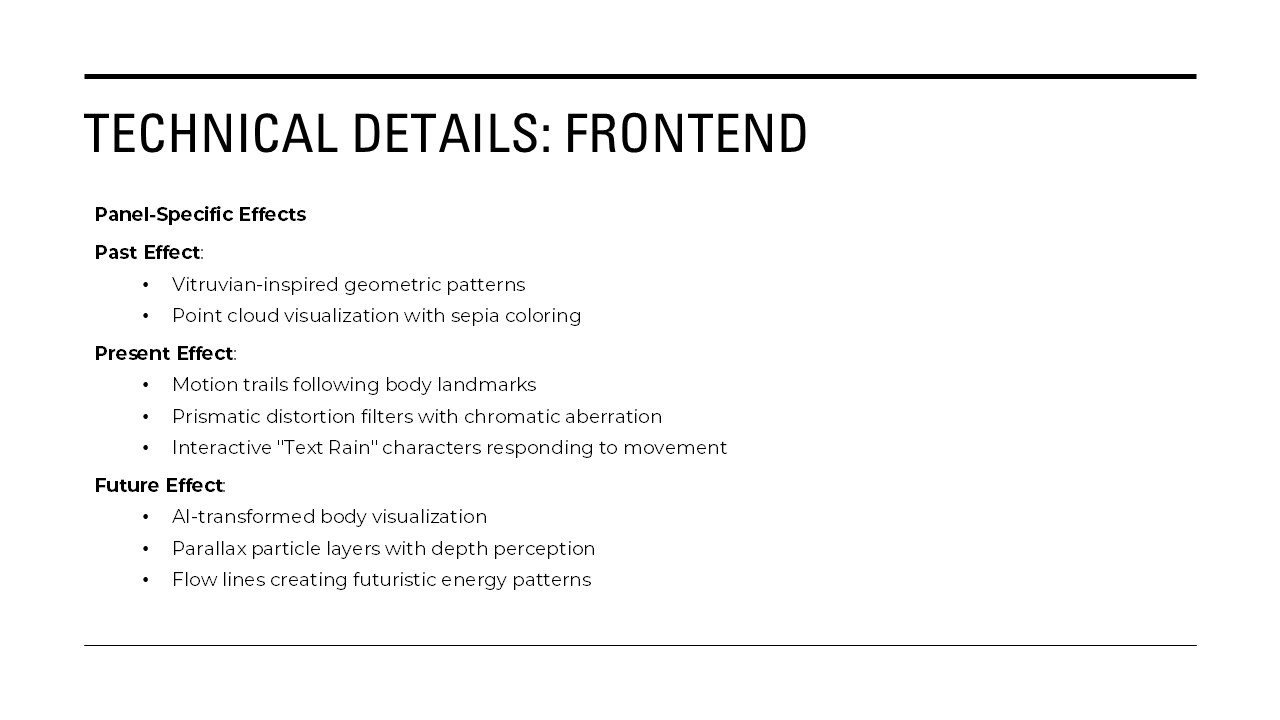 TECHNICAL DETAILS: FRONTEND
Panel-Specific Effects
Past Effect:
• Vitruvian-inspired geometric patterns
• Point cloud visualization with sepia coloring
Present Effect:
• Motion trails following body landmarks
• Prismatic distortion filters with chromatic aberration
• Interactive "Text Rain" characters responding to movement
Future Effect:
• AI-transformed body visualization
• Parallax particle layers with depth perception
• Flow lines creating futuristic energy patterns